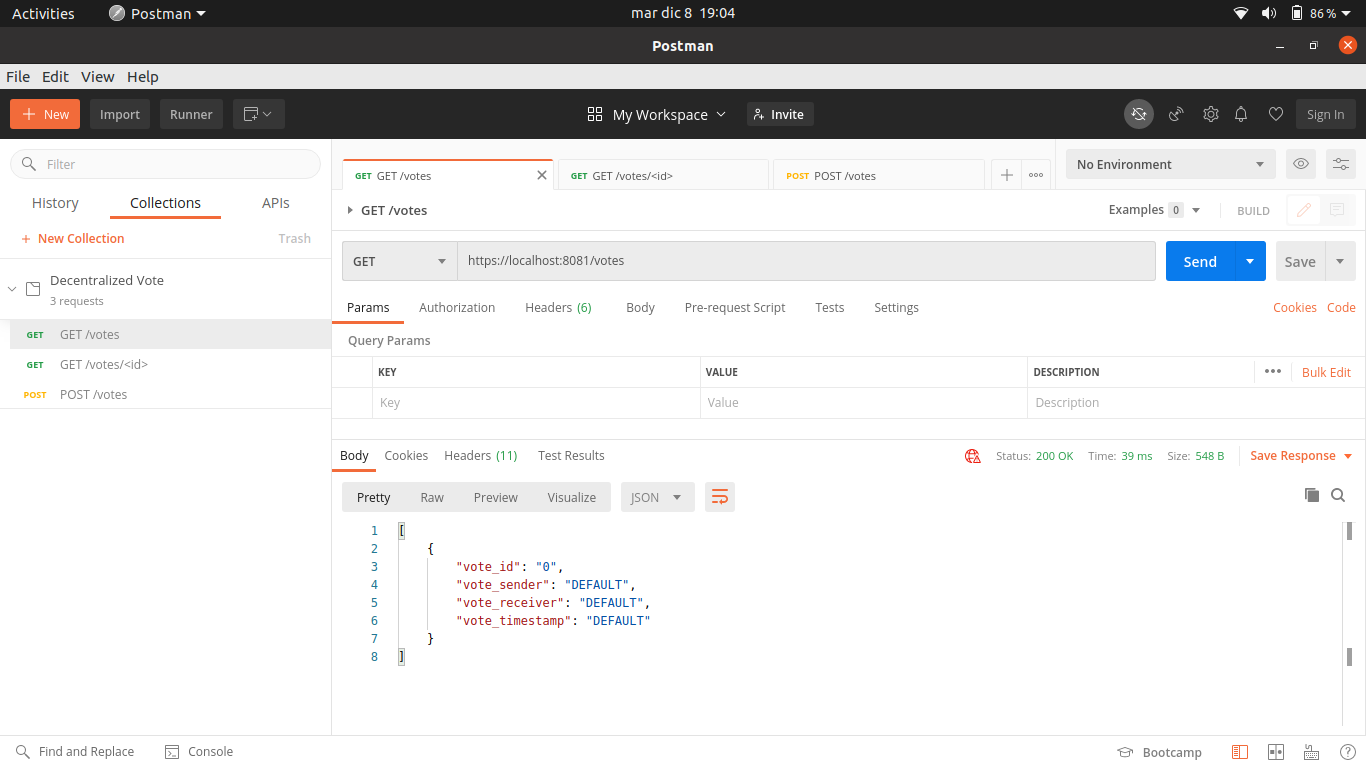 Activities Postman mar dic 8 19:04 86 %
Postman
File Edit View Help
New Import Runner My Workspace Invite Sign In
Filter
History Collections APIs
New Collection Trash
Decentralized Vote
3 requests
GET GET /votes
GET GET /votes/<id>
POST POST /votes
GET GET /votes GET GET /votes/<id> POST POST /votes No Environment
GET /votes Examples 0 BUILD
GET https://localhost:8081/votes Send Save
Params Authorization Headers (6) Body Pre-request Script Tests Settings Cookies Code
Query Params
KEY VALUE DESCRIPTION Bulk Edit
Key Value Description
Body Cookies Headers (11) Test Results Status: 200 OK Time: 39 ms Size: 548 B Save Response
Pretty Raw Preview Visualize JSON
1 [
2 {
3 "vote_id": "0",
4 "vote_sender": "DEFAULT",
5 "vote_receiver": "DEFAULT",
6 "vote_timestamp": "DEFAULT"
7 }
8 ]
Find and Replace Console Bootcamp